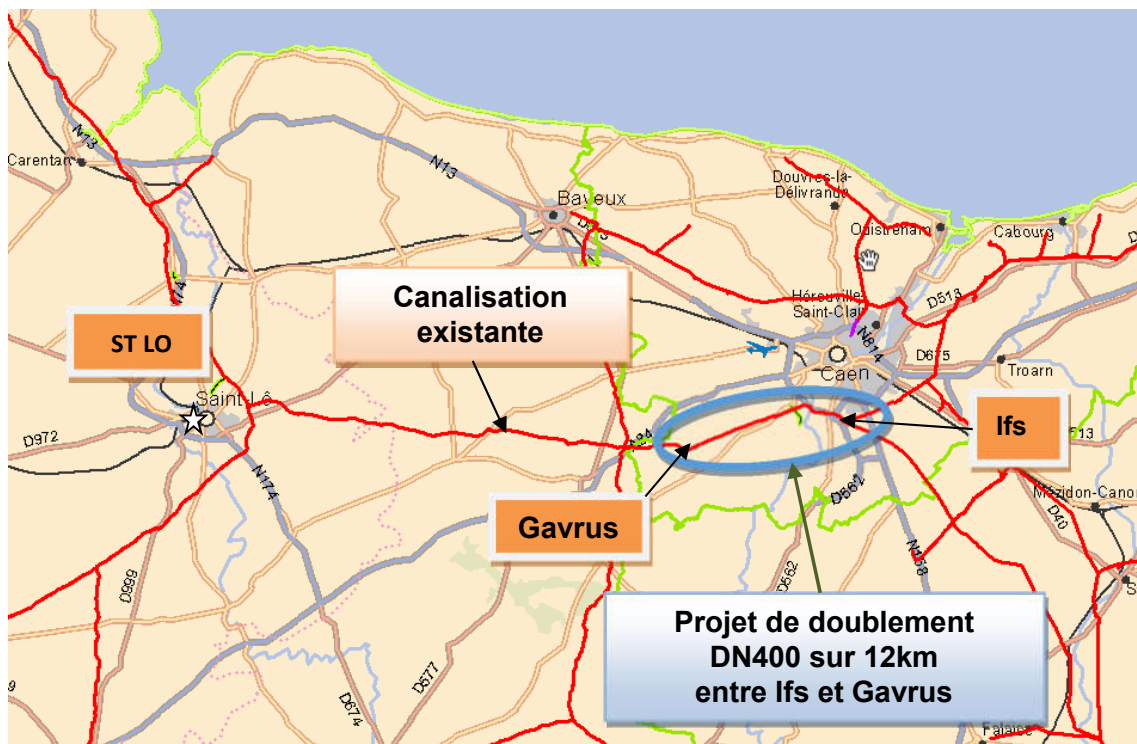 N13
Carentan
N13
Bayeux
Douvres-la-
Délivrande
Ouistreham
Cabourg
Canalisation
existante
Hérouville-
Saint-Clair
D513
N814
D675
Caen
Troarn
ST LO
Saint-Lô
D972
A84
Ifs
Gavrus
N174
D562
Mézidon-Canon
D40
D999
D562
N158
Projet de doublement
DN400 sur 12km
entre Ifs et Gavrus
D577
D674
Falaise